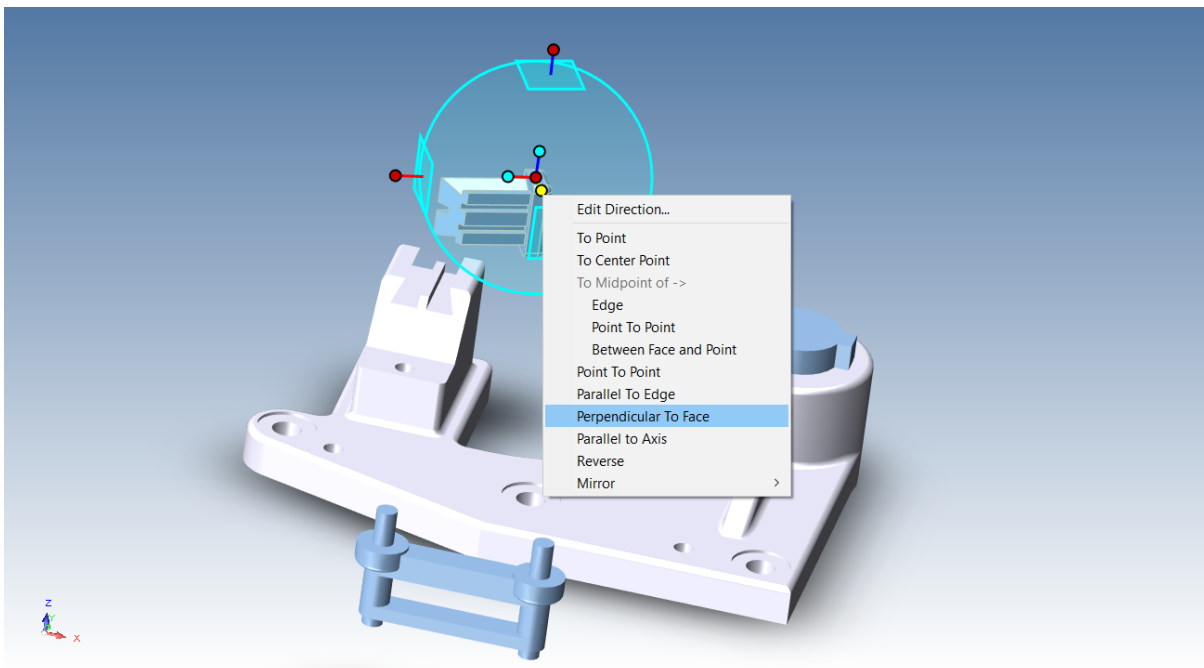 Edit Direction...
To Point
To Center Point
To Midpoint of ->
Edge
Point To Point
Between Face and Point
Point To Point
Parallel To Edge
Perpendicular To Face
Parallel to Axis
Reverse
Mirror
Z
Y
X